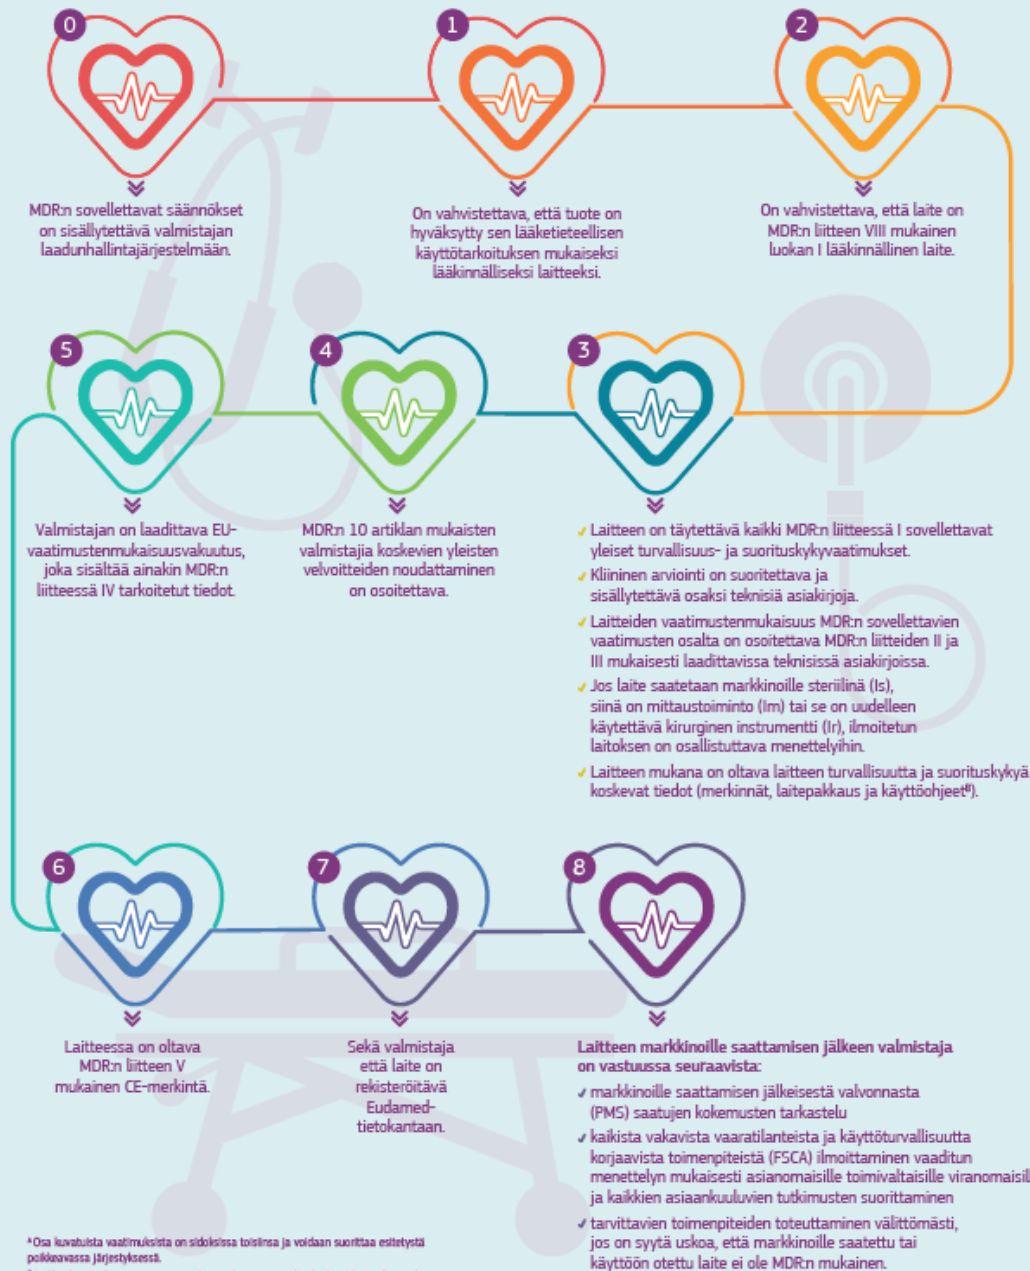 0
MDR:n sovellettavat säännökset
on sisällytettävä valmistajan
laadunhallintajärjestelmään.
1
On vahvistettava, että tuote on
hyväksytty sen lääketieteellisen
käyttötarkoituksen mukaiseksi
lääkinnälliseksi laitteeksi.
2
On vahvistettava, että laite on
MDR:n liitteen VIII mukainen
luokan I lääkinnällinen laite.
3
✓ Laitteen on täytettävä kaikki MDR:n liitteessä I sovellettavat
yleiset turvallisuus- ja suorituskykyvaatimukset.
✓ Kliininen arviointi on suoritettava ja
sisällytettävä osaksi teknisiä asiakirjoja.
✓ Laitteiden vaatimustenmukaisuus MDR:n sovellettavien
vaatimusten osalta on osoitettava MDR:n liitteiden II ja
III mukaisesti laadittavissa teknisissä asiakirjoissa.
✓ Jos laite saatetaan markkinoille steriilinä (Is),
siinä on mittaustoiminto (Im) tai se on uudelleen
käytettävä kirurginen instrumentti (Ir), ilmoitetun
laitoksen on osallistuttava menettelyihin.
✓ Laitteen mukana on oltava laitteen turvallisuutta ja suorituskykyä
koskevat tiedot (merkinnät, laitepakkaus ja käyttöohjeet).
4
MDR:n 10 artiklan mukaisten
valmistajia koskevien yleisten
velvoitteiden noudattaminen
on osoitettava.
5
Valmistajan on laadittava EU-
vaatimustenmukaisuusvakuutus,
joka sisältää ainakin MDR:n
liitteessä IV tarkoitetut tiedot.
6
Laitteessa on oltava
MDR:n liitteen V
mukainen CE-merkintä.
7
Sekä valmistaja
että laite on
rekisteröitävä
Eudamed-
tietokantaan.
8
Laitteen markkinoille saattamisen jälkeen valmistaja
on vastuussa seuraavista:
✓ markkinoille saattamisen jälkeisestä valvonnasta
(PMS) saatujen kokemusten tarkastelu
✓ kaikista vakavista vaaratilanteista ja käyttöturvallisuutta
korjaavista toimenpiteistä (FSCA) ilmoittaminen vaaditun
menettelyn mukaisesti asianomaisille toimivaltaisille
ja kaikkien asiaankuuluvien tutkimusten suorittaminen
✓ tarvittavien toimenpiteiden toteuttaminen välittömästi,
jos on syytä uskoa, että markkinoille saatettu tai
käyttöön otettu laite ei ole MDR:n mukainen.
Osa kuvatuista vaatimuksista on sidoksissa toisiinsa ja voidaan suorittaa esitetystä
poikkeavassa järjestyksessä.